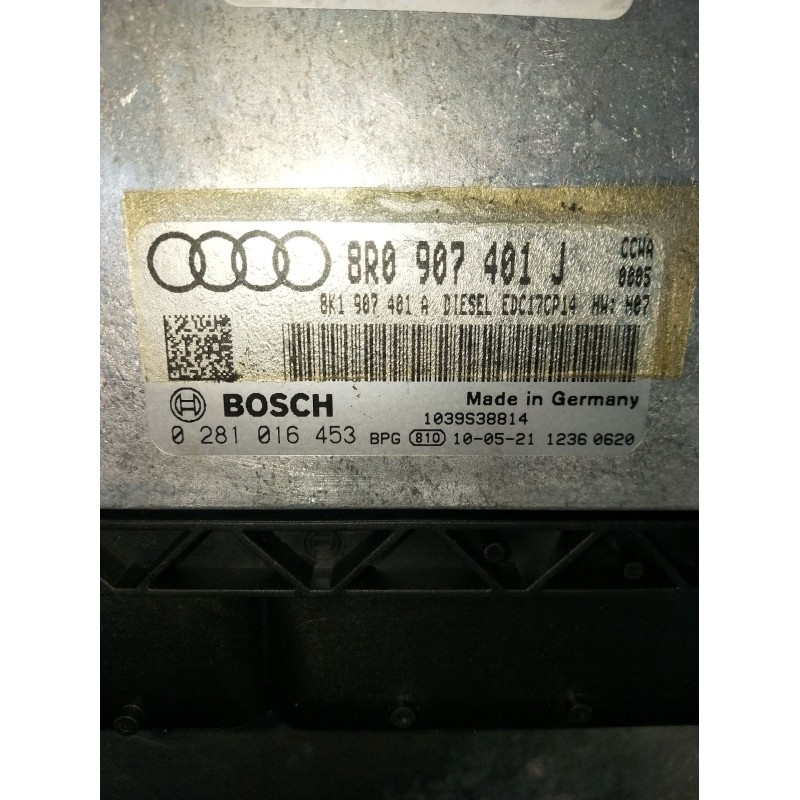 8R0 907 401 J
CCWA
0005
8K1 907 401 A DIESEL EDC17CP14 HW: H07
BOSCH
Made in Germany
1039S38814
0 281 016 453 BPG 810 10-05-21 1236 0620